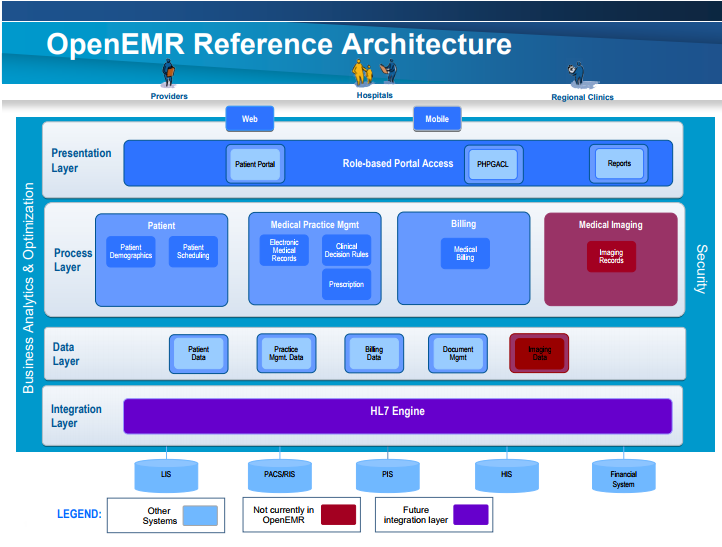 OpenEMR Reference Architecture
Providers
Hospitals
Regional Clinics
Web
Mobile
Business Analytics & Optimization
Security
Presentation
Layer
Patient Portal
Role-based Portal Access
PHPGACL
Reports
Process
Layer
Patient
Patient
Demographics
Patient
Scheduling
Medical Practice Mgmt
Electronic
Medical
Records
Clinical
Decision Rules
Prescription
Billing
Medical
Billing
Medical Imaging
Imaging
Records
Data
Layer
Patient
Data
Practice
Mgmt. Data
Billing
Data
Document
Mgmt
Imaging
Data
Integration
Layer
HL7 Engine
LIS
PACS/RIS
PIS
HIS
Financial
System
LEGEND:
Other
Systems
Not currently in
OpenEMR
Future
integration layer